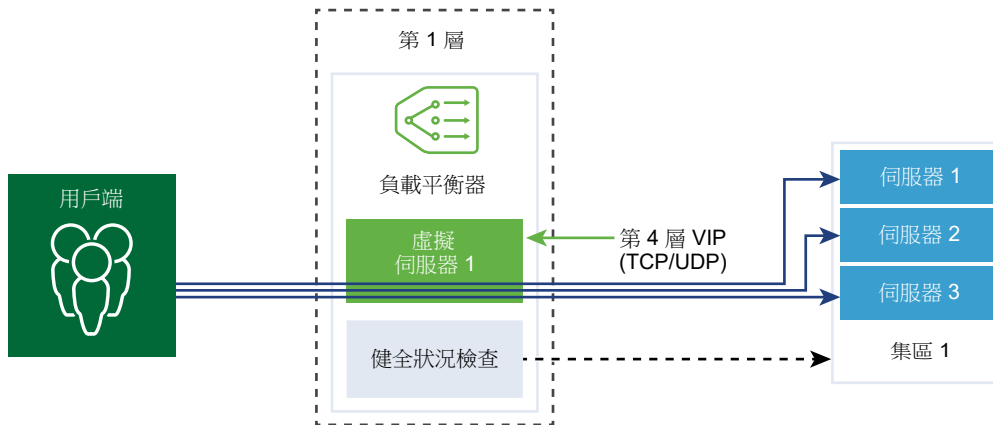 第 1 層
負載平衡器
用戶端
虛擬
伺服器 1
第 4 層 VIP
(TCP/UDP)
健全狀況檢查
伺服器 1
伺服器 2
伺服器 3
集區 1